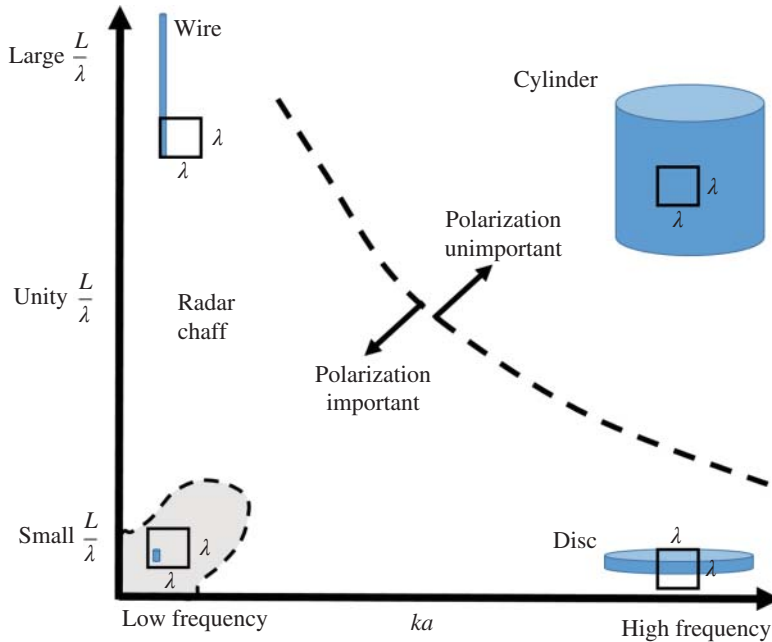 Wire
Large L/λ
λ
λ
Cylinder
λ
λ
Polarization
unimportant
Unity L/λ
Radar
chaff
Polarization
important
Small L/λ
λ
λ
Disc
λ
λ
Low frequency
ka
High frequency